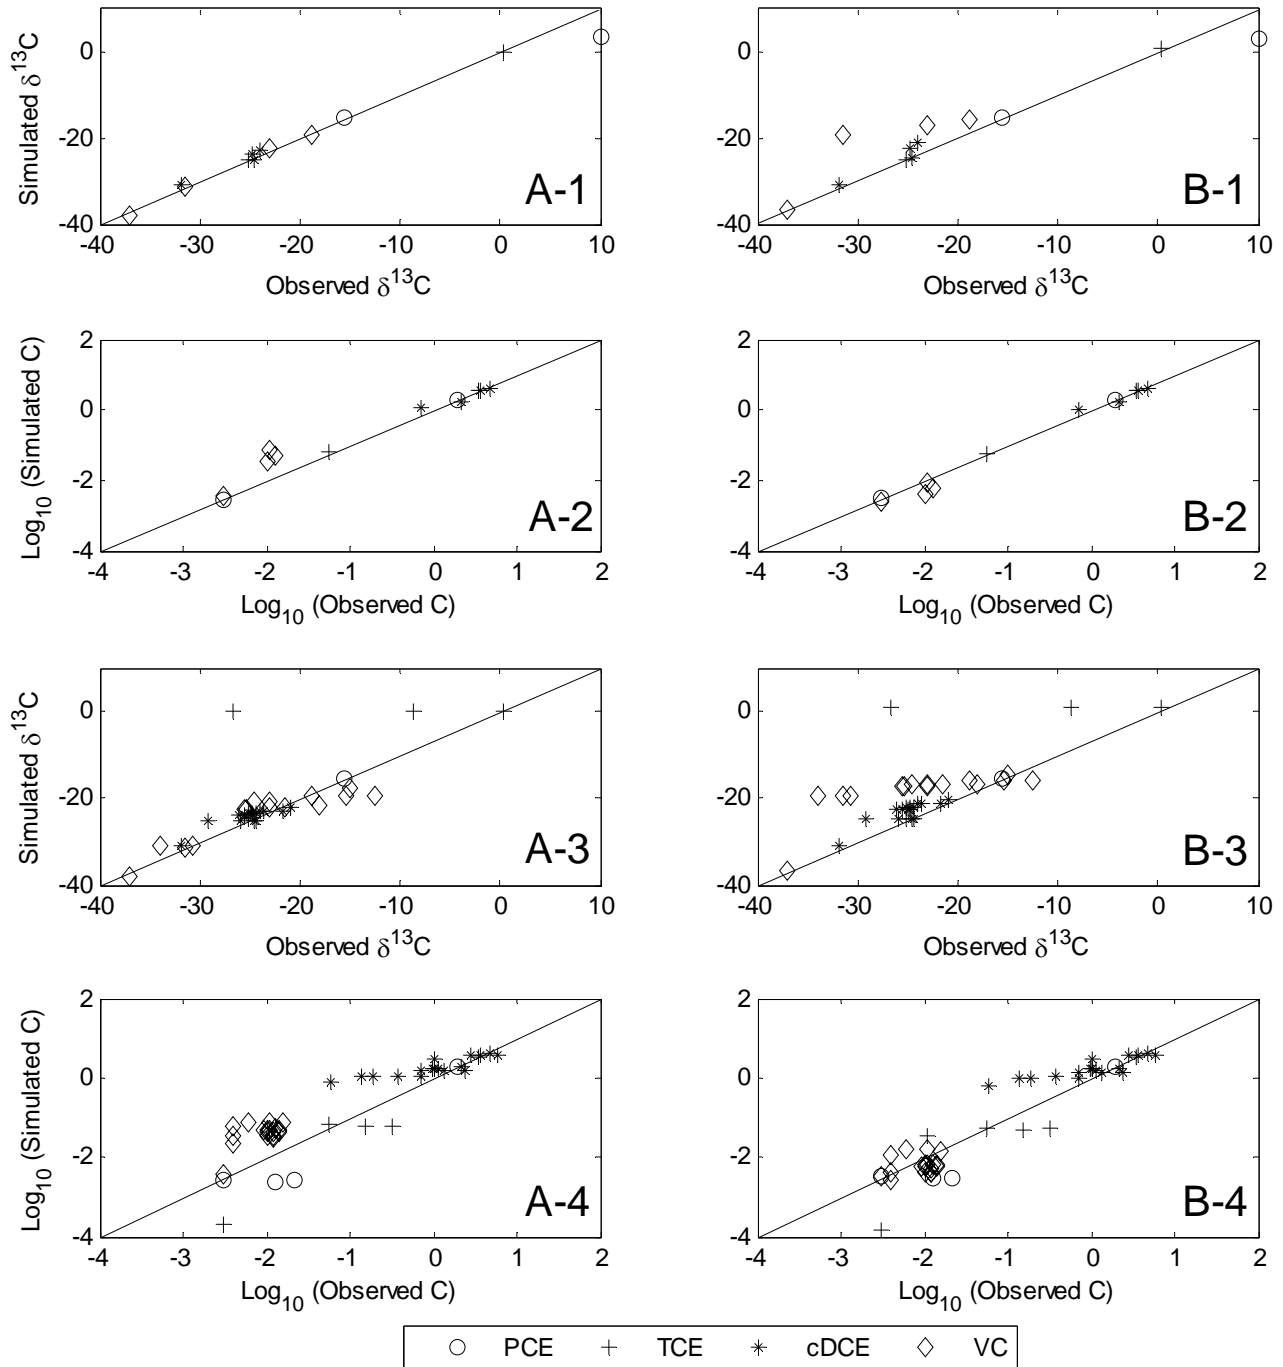 Simulated δ¹³C
0
-20
-40
-40 -30 -20 -10 0 10
Observed δ¹³C
A-1
0
-20
-40
-40 -30 -20 -10 0 10
Observed δ¹³C
B-1
Log₁₀ (Simulated C)
2
0
-2
-4
-4 -3 -2 -1 0 1 2
Log₁₀ (Observed C)
A-2
2
0
-2
-4
-4 -3 -2 -1 0 1 2
Log₁₀ (Observed C)
B-2
Simulated δ¹³C
0
-20
-40
-40 -30 -20 -10 0 10
Observed δ¹³C
A-3
0
-20
-40
-40 -30 -20 -10 0 10
Observed δ¹³C
B-3
Log₁₀ (Simulated C)
2
0
-2
-4
-4 -3 -2 -1 0 1 2
Log₁₀ (Observed C)
A-4
2
0
-2
-4
-4 -3 -2 -1 0 1 2
Log₁₀ (Observed C)
B-4
PCE TCE cDCE VC